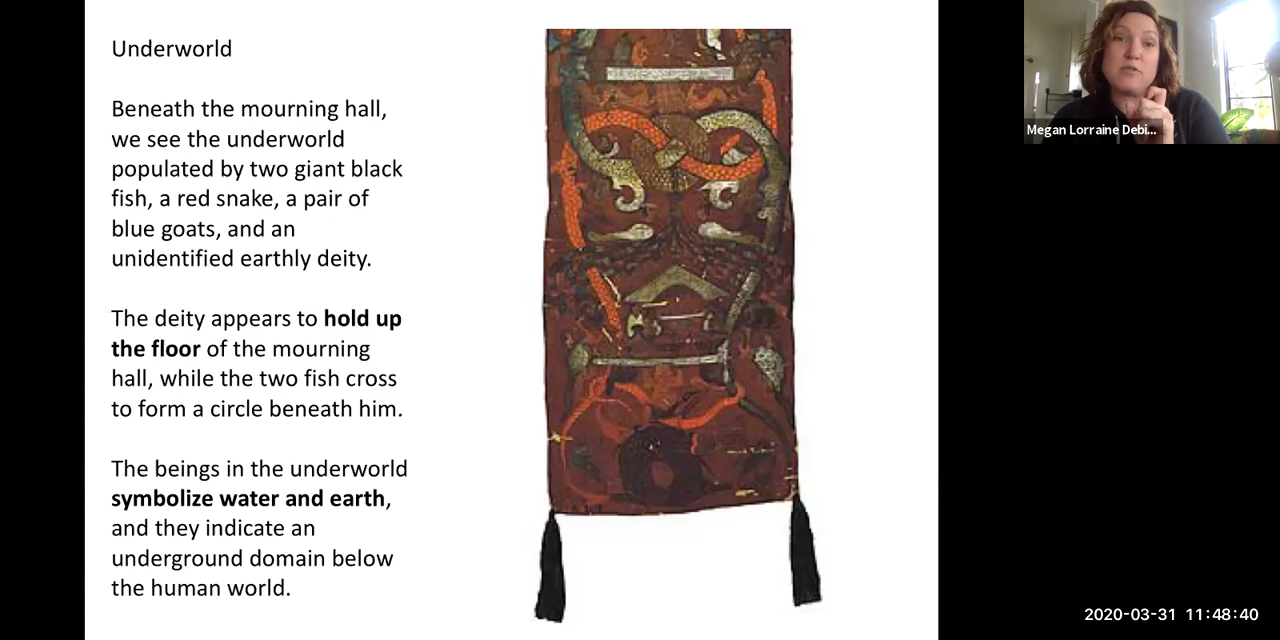 Underworld
Beneath the mourning hall,
we see the underworld
populated by two giant black
fish, a red snake, a pair of
blue goats, and an
unidentified earthly deity.
The deity appears to hold up
the floor of the mourning
hall, while the two fish cross
to form a circle beneath him.
The beings in the underworld
symbolize water and earth,
and they indicate an
underground domain below
the human world.
Megan Lorraine Debi...
2020-03-31 11:48:40